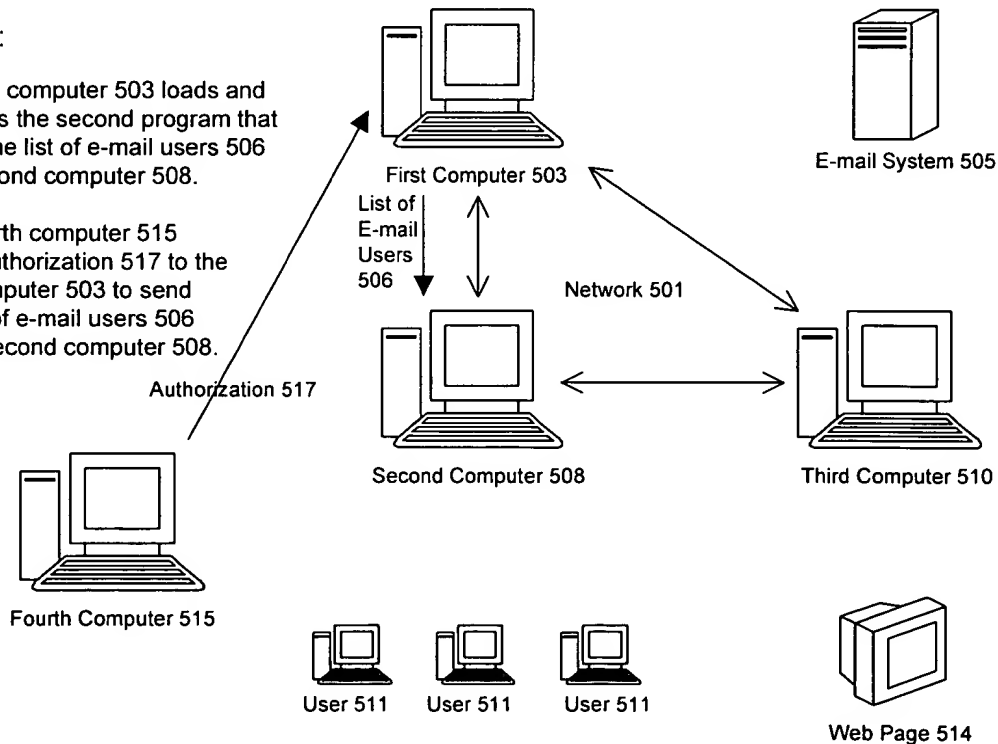 :
computer 503 loads and
s the second program that
ne list of e-mail users 506
ond computer 508.
rth computer 515
uthorization 517 to the
nputer 503 to send
of e-mail users 506
econd computer 508.
First Computer 503
E-mail System 505
List of
E-mail
Users
506
Network 501
Authorization 517
Second Computer 508
Third Computer 510
Fourth Computer 515
User 511
User 511
User 511
Web Page 514